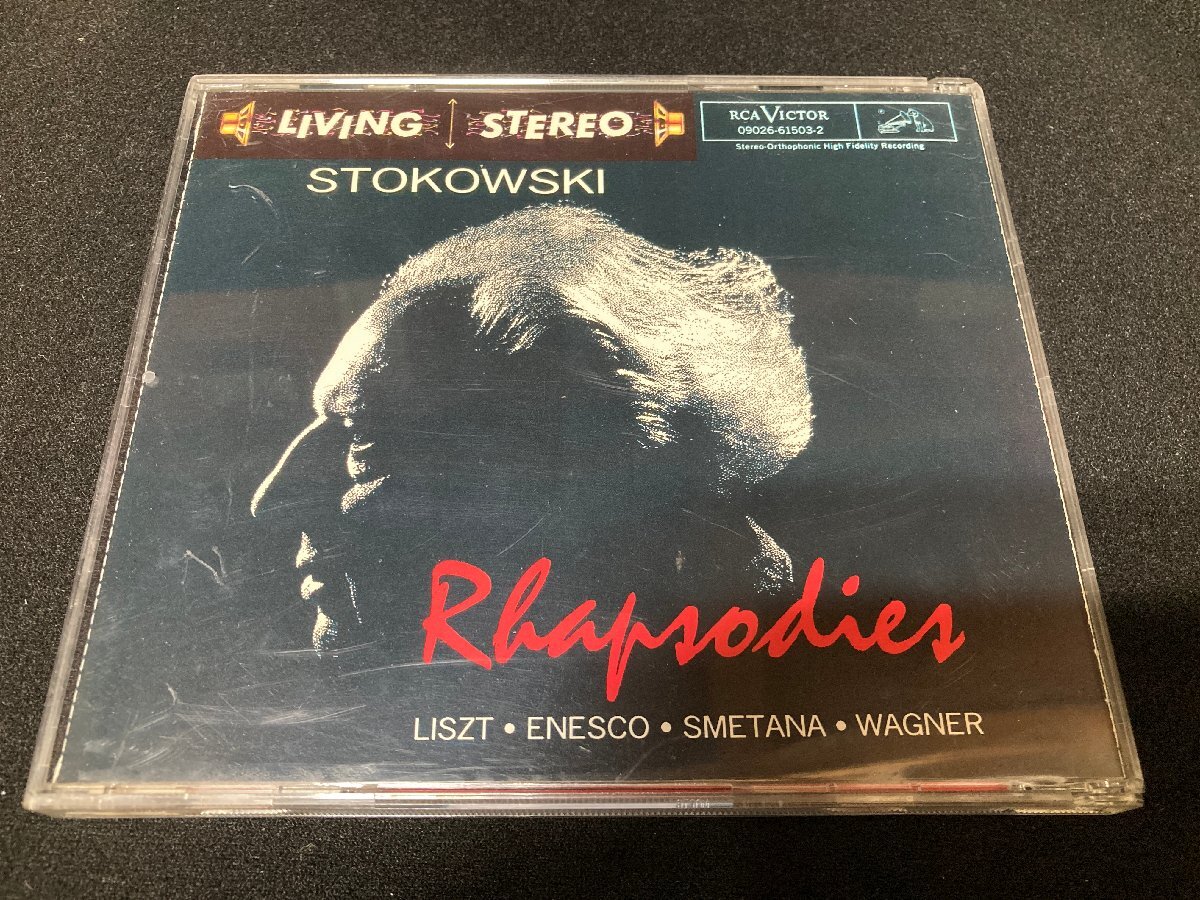 LIVING STEREO
RCA VICTOR
09026-61503-2
Stereo-Orthophonic High Fidelity Recording
STOKOWSKI
Rhapsodies
LISZT • ENESCO • SMETANA • WAGNER